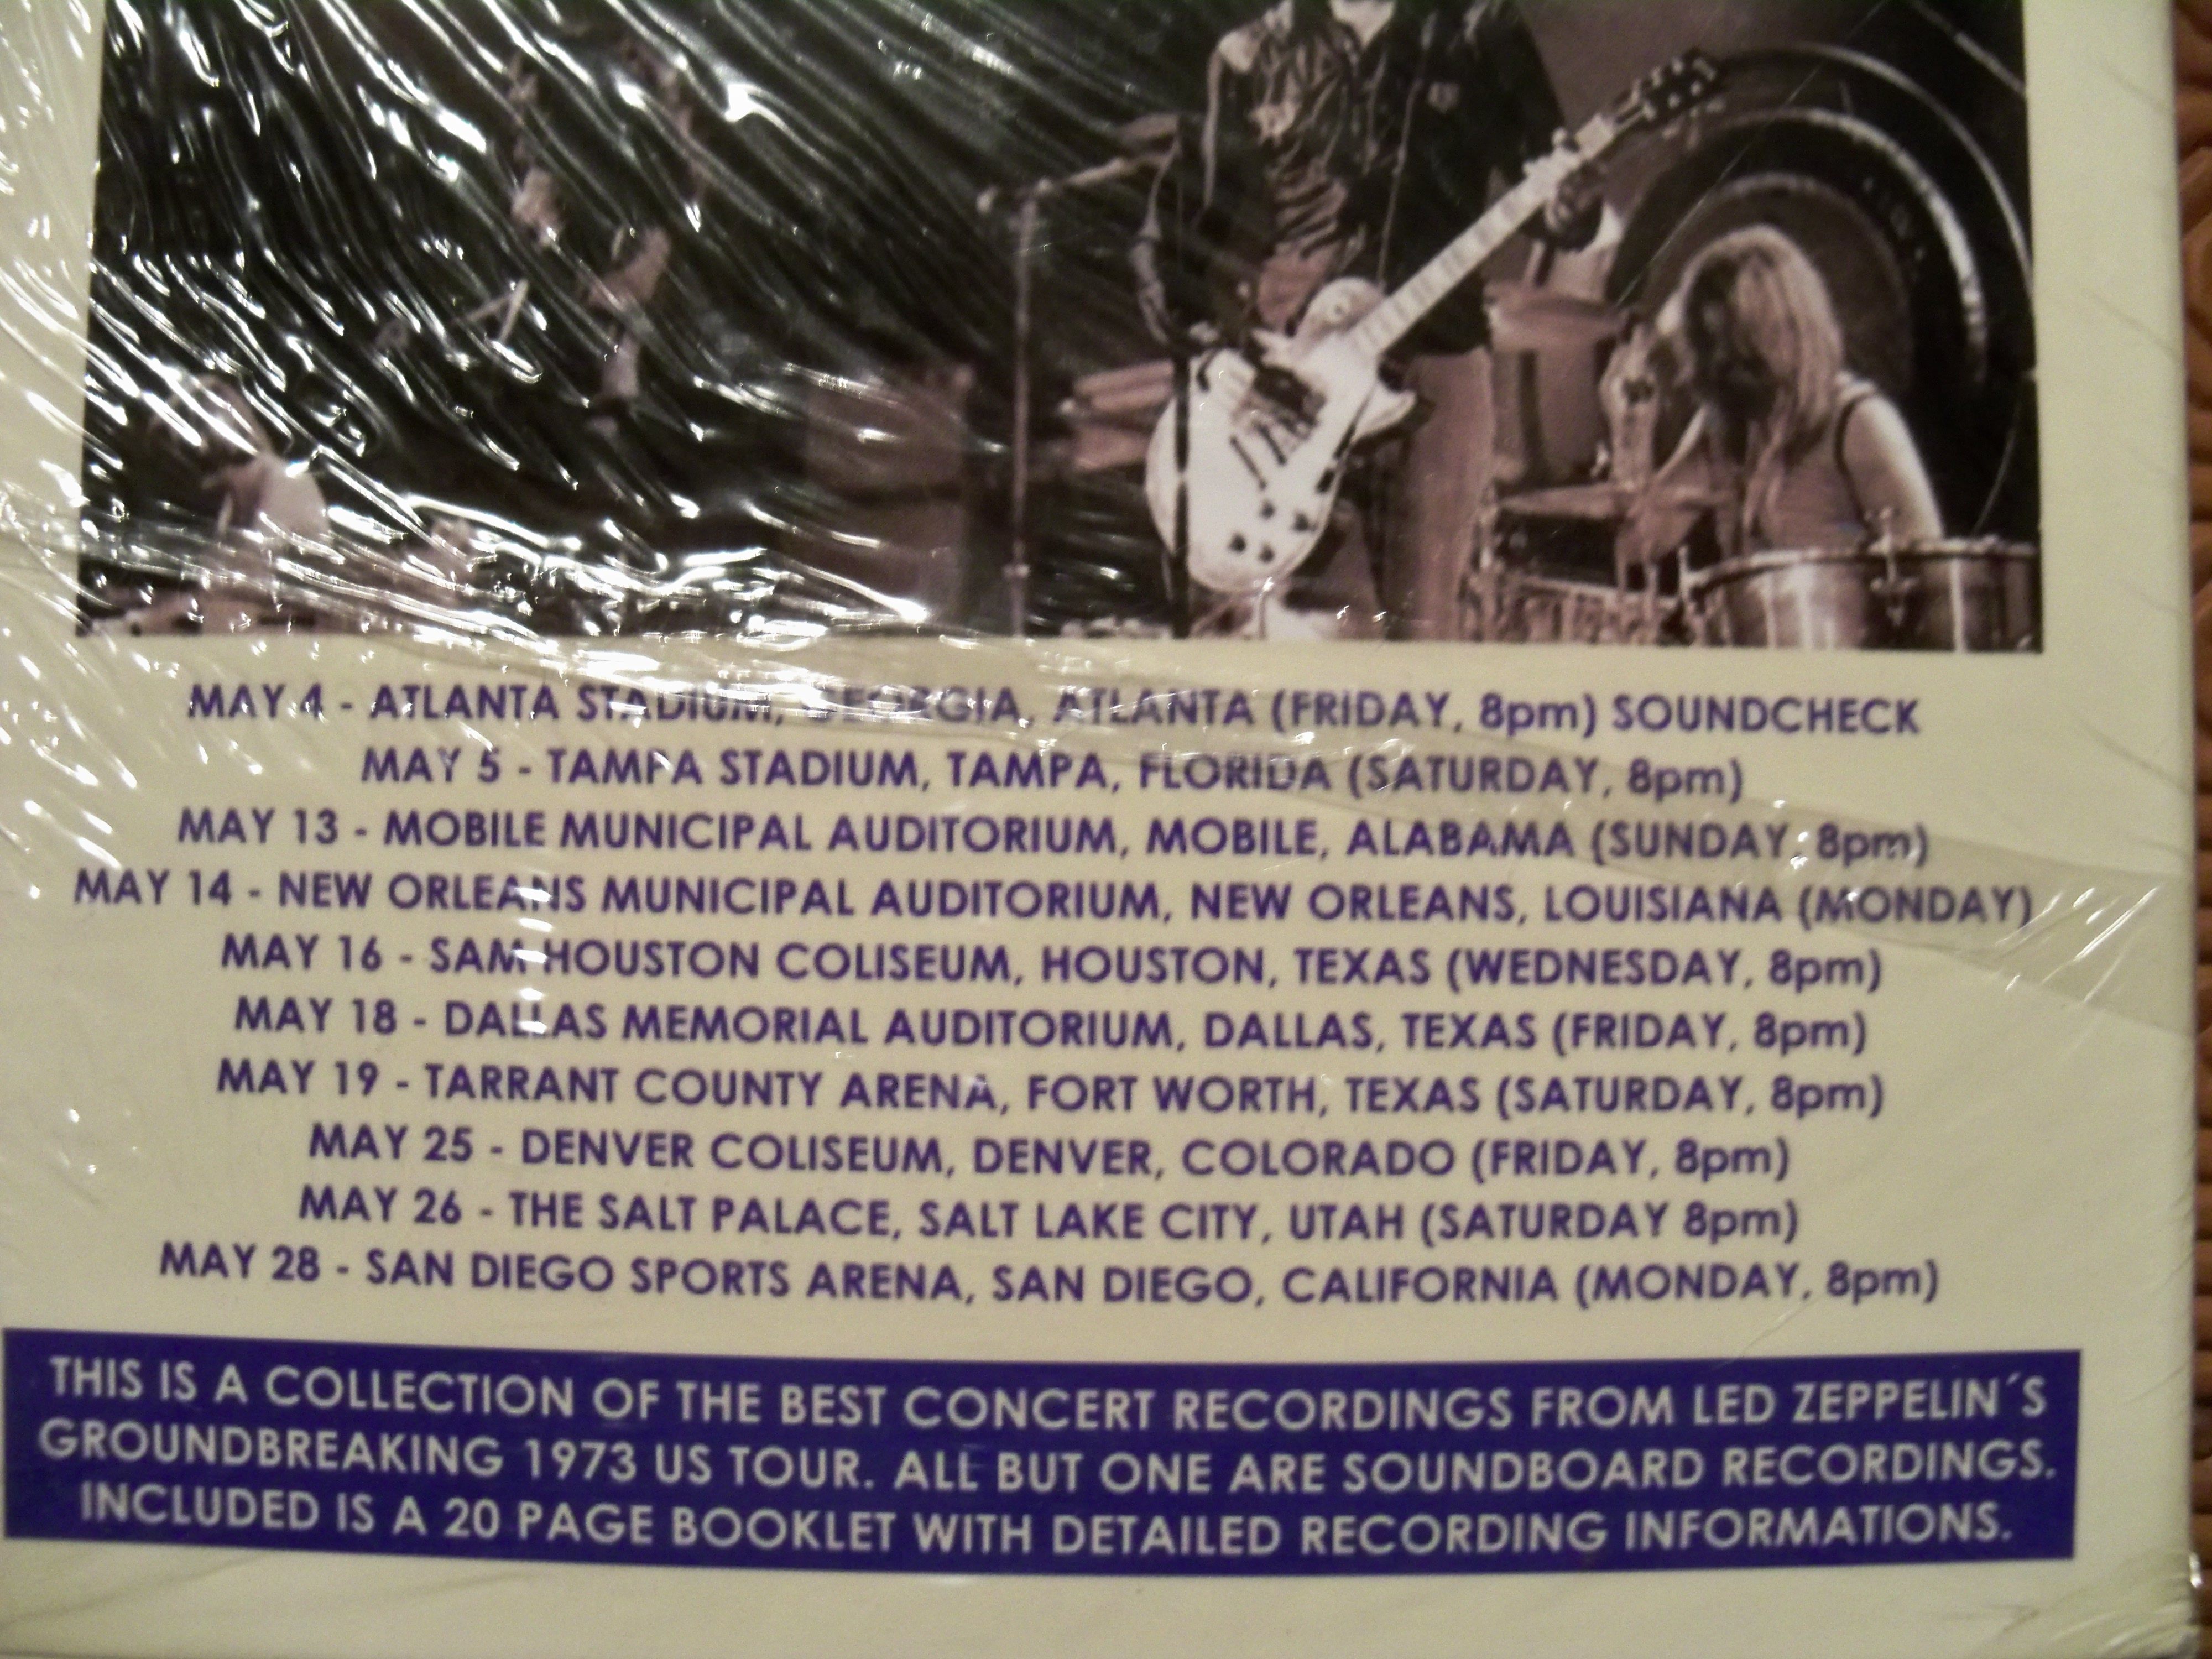 MAY 4 - ATLANTA STADIUM, GEORGIA, ATLANTA (FRIDAY, 8pm) SOUNDCHECK
MAY 5 - TAMPA STADIUM, TAMPA, FLORIDA (SATURDAY, 8pm)
MAY 13 - MOBILE MUNICIPAL AUDITORIUM, MOBILE, ALABAMA (SUNDAY, 8pm)
MAY 14 - NEW ORLEANS MUNICIPAL AUDITORIUM, NEW ORLEANS, LOUISIANA (MONDAY)
MAY 16 - SAM HOUSTON COLISEUM, HOUSTON, TEXAS (WEDNESDAY, 8pm)
MAY 18 - DALLAS MEMORIAL AUDITORIUM, DALLAS, TEXAS (FRIDAY, 8pm)
MAY 19 - TARRANT COUNTY ARENA, FORT WORTH, TEXAS (SATURDAY, 8pm)
MAY 25 - DENVER COLISEUM, DENVER, COLORADO (FRIDAY, 8pm)
MAY 26 - THE SALT PALACE, SALT LAKE CITY, UTAH (SATURDAY 8pm)
MAY 28 - SAN DIEGO SPORTS ARENA, SAN DIEGO, CALIFORNIA (MONDAY, 8pm)
THIS IS A COLLECTION OF THE BEST CONCERT RECORDINGS FROM LED ZEPPELIN´S
GROUNDBREAKING 1973 US TOUR. ALL BUT ONE ARE SOUNDBOARD RECORDINGS.
INCLUDED IS A 20 PAGE BOOKLET WITH DETAILED RECORDING INFORMATIONS.